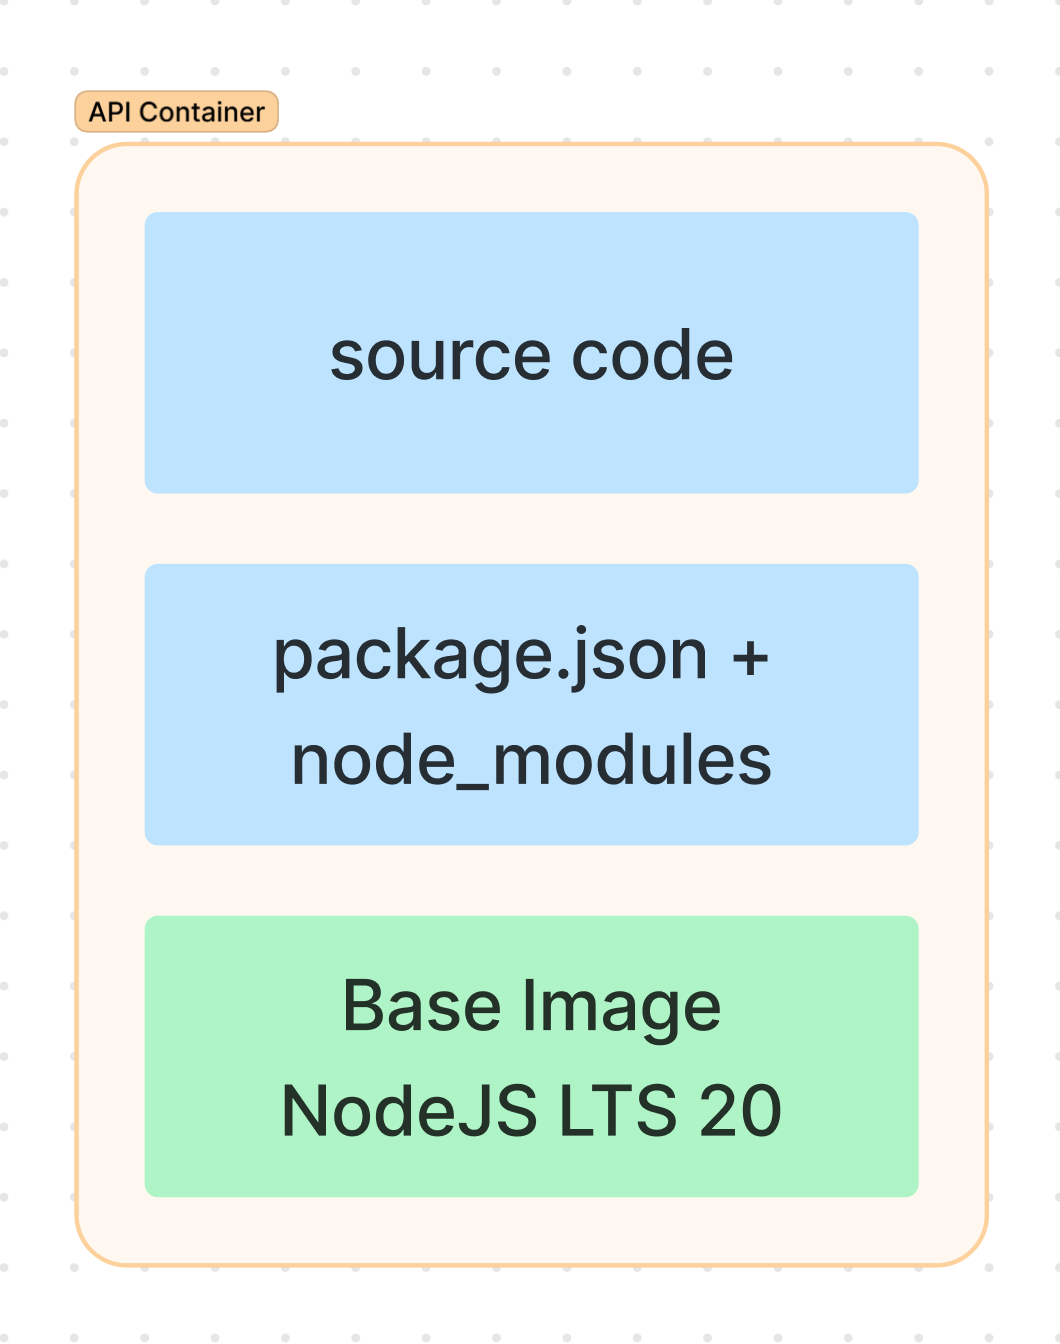 API Container
source code
package.json +
node_modules
Base Image
NodeJS LTS 20